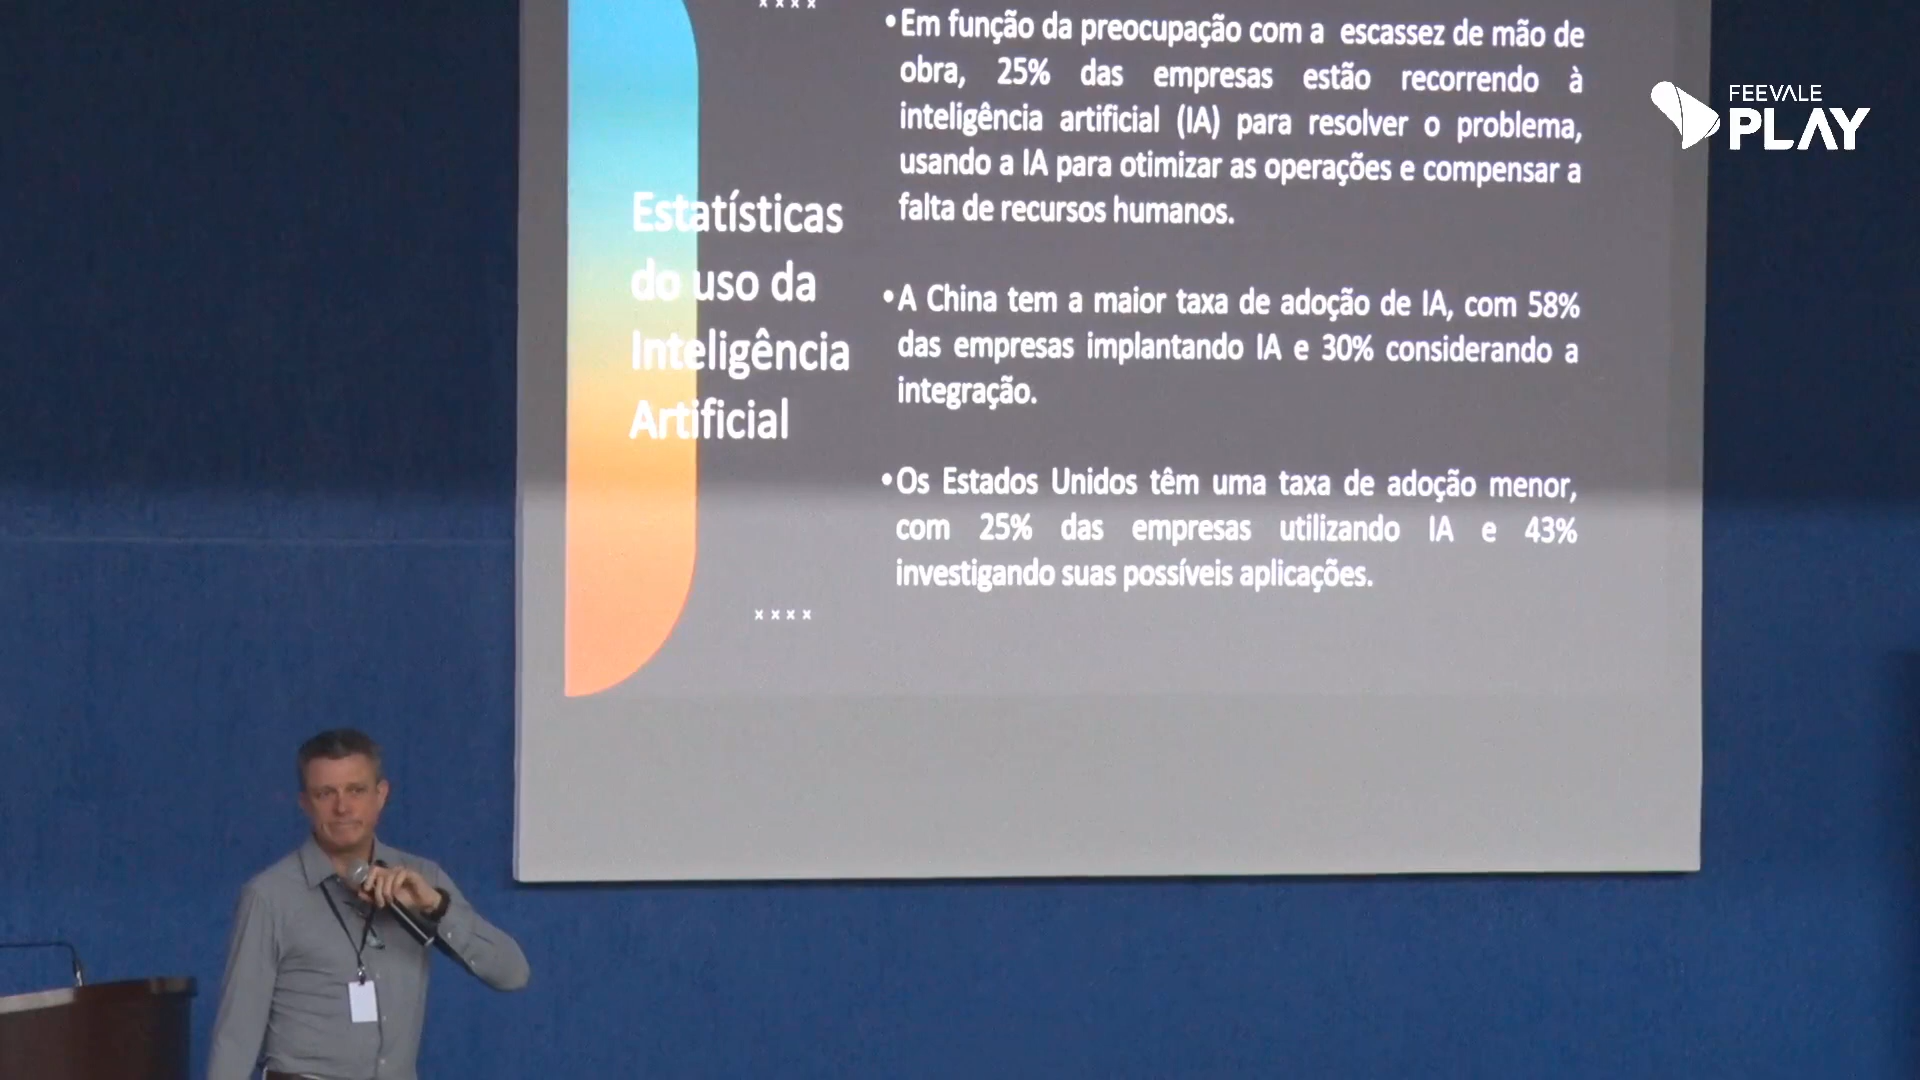 x x x x
Estatísticas
do uso da
Inteligência
Artificial
x x x x
•Em função da preocupação com a escassez de mão de
obra, 25% das empresas estão recorrendo à
inteligência artificial (IA) para resolver o problema,
usando a IA para otimizar as operações e compensar a
falta de recursos humanos.
•A China tem a maior taxa de adoção de IA, com 58%
das empresas implantando IA e 30% considerando a
integração.
•Os Estados Unidos têm uma taxa de adoção menor,
com 25% das empresas utilizando IA e 43%
investigando suas possíveis aplicações.
FEEVALE
PLAY